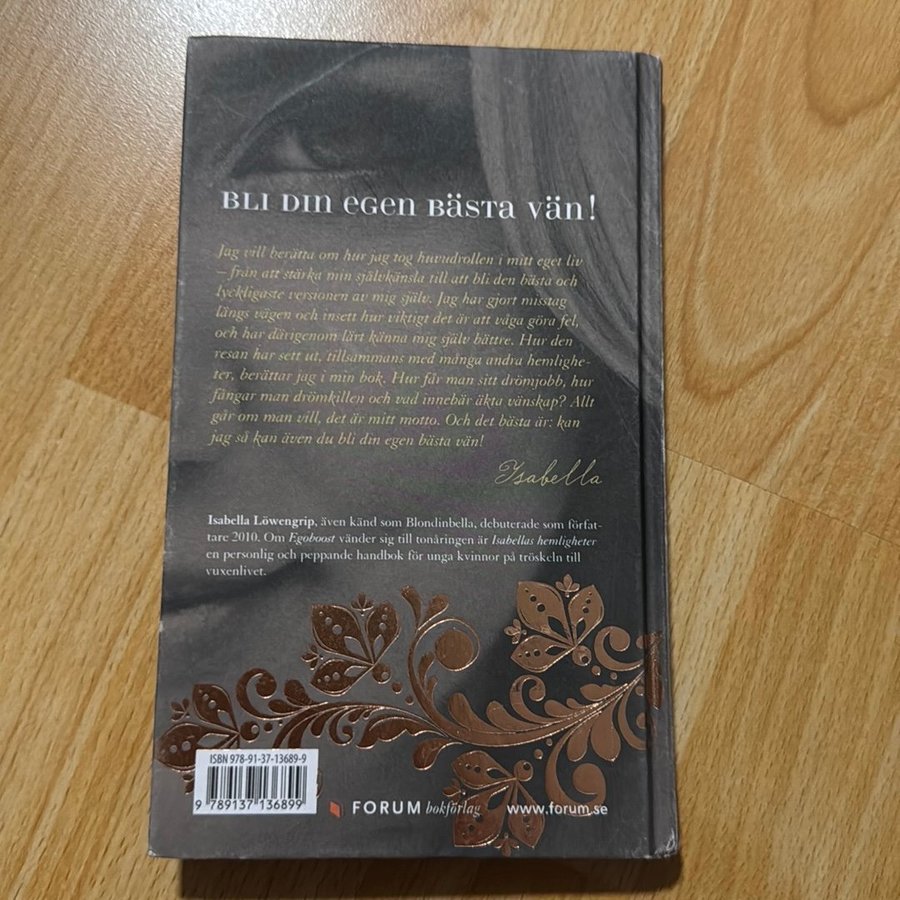 BLI DIN EGEN BÄSTA VÄN!
Jag vill berätta om hur jag tog huvudrollen i mitt eget liv
– från att stärka min självkänsla till att bli den bästa och
lyckligaste versionen av mig själv. Jag har gjort misstag
längs vägen och insett hur viktigt det är att våga göra fel,
och har därigenom lärt känna mig själv bättre. Hur den
resan har sett ut, tillsammans med många andra hemlighe-
ter, berättar jag i min bok. Hur får man sitt drömjobb, hur
fångar man drömkillen och vad innebär äkta vänskap? Allt
går om man vill, det är mitt motto. Och det bästa är: kan
jag så kan även du bli din egen bästa vän!
Isabella
Isabella Löwengrip, även känd som Blondinbella, debuterade som förfat-
tare 2010. Om Egoboost vänder sig till tonåringen är Isabellas hemligheter
en personlig och peppande handbok för unga kvinnor på tröskeln till
vuxenlivet.
ISBN 978-91-37-13689-9
9 789137 136899
FORUM bokförlag www.forum.se